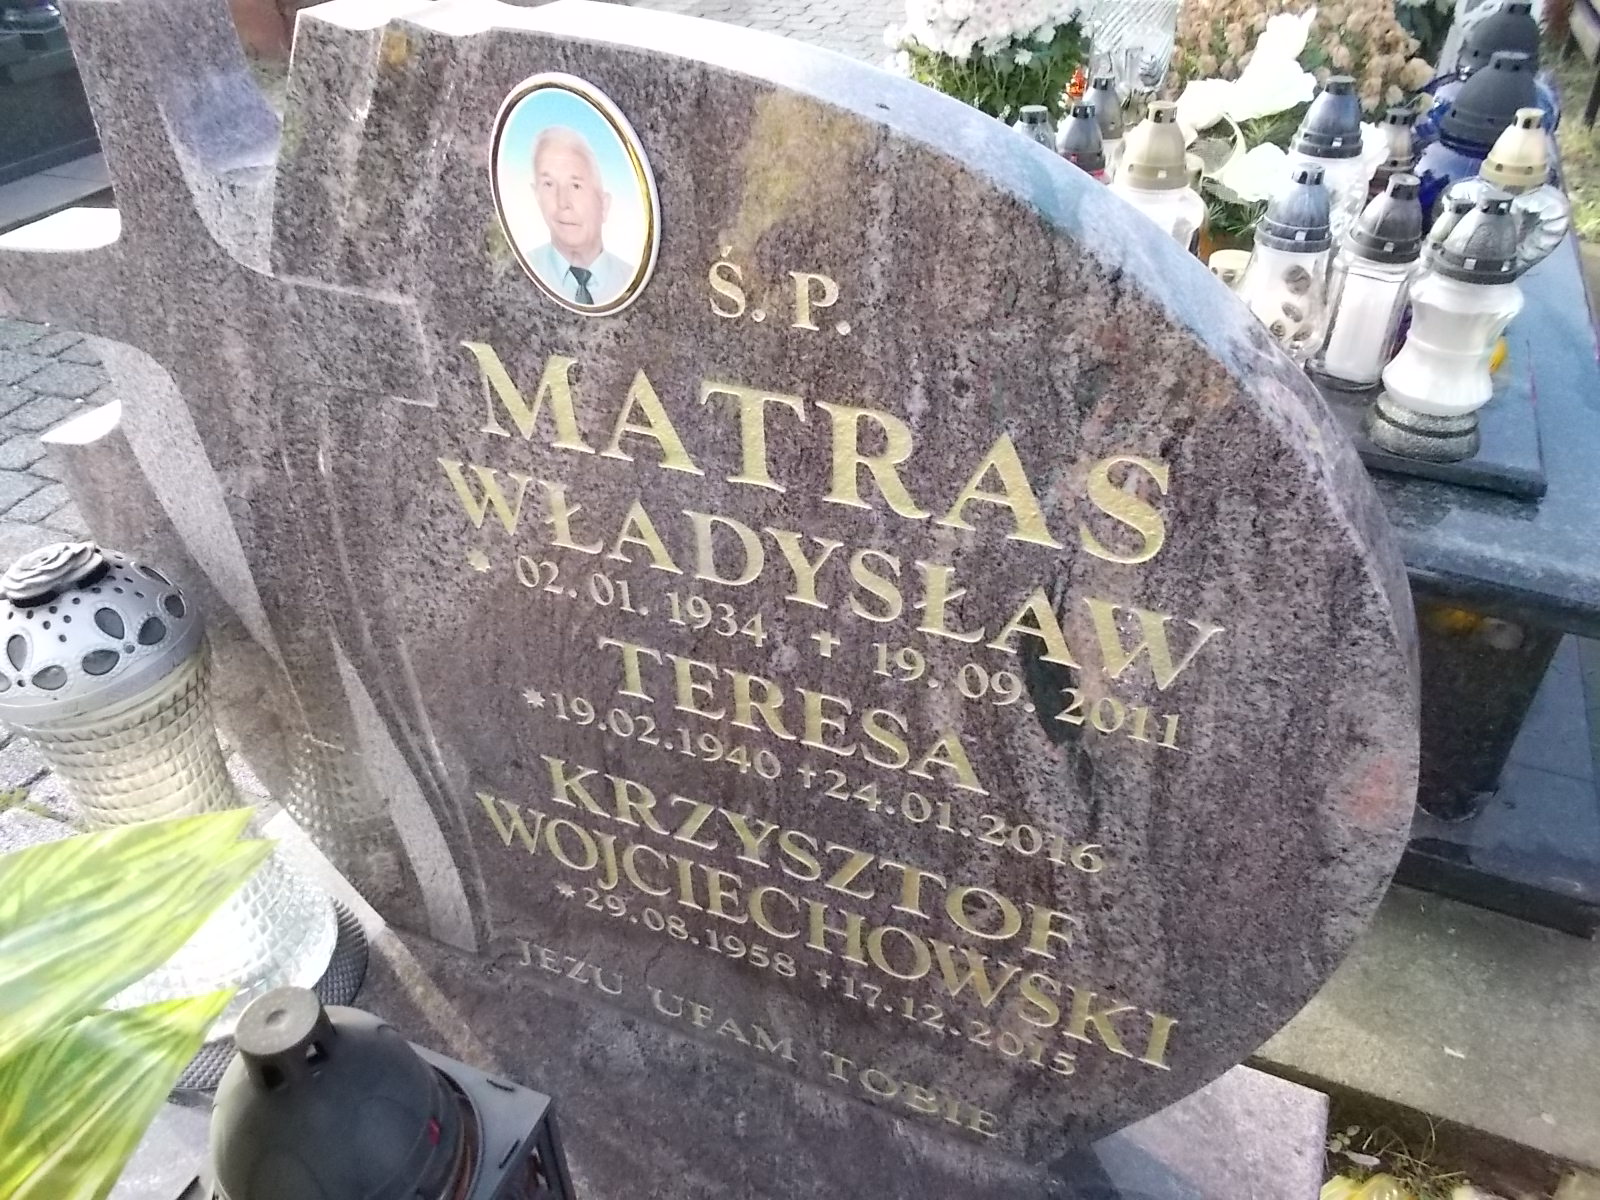 Ś. P.
MATRAS
WŁADYSŁAW
* 02. 01. 1934 + 19. 09. 2011
TERESA
*19.02.1940 +24.01.2016
KRZYSZTOF
WOJCIECHOWSKI
*29.08.1958 +17.12.2015
JEZU UFAM TOBIE